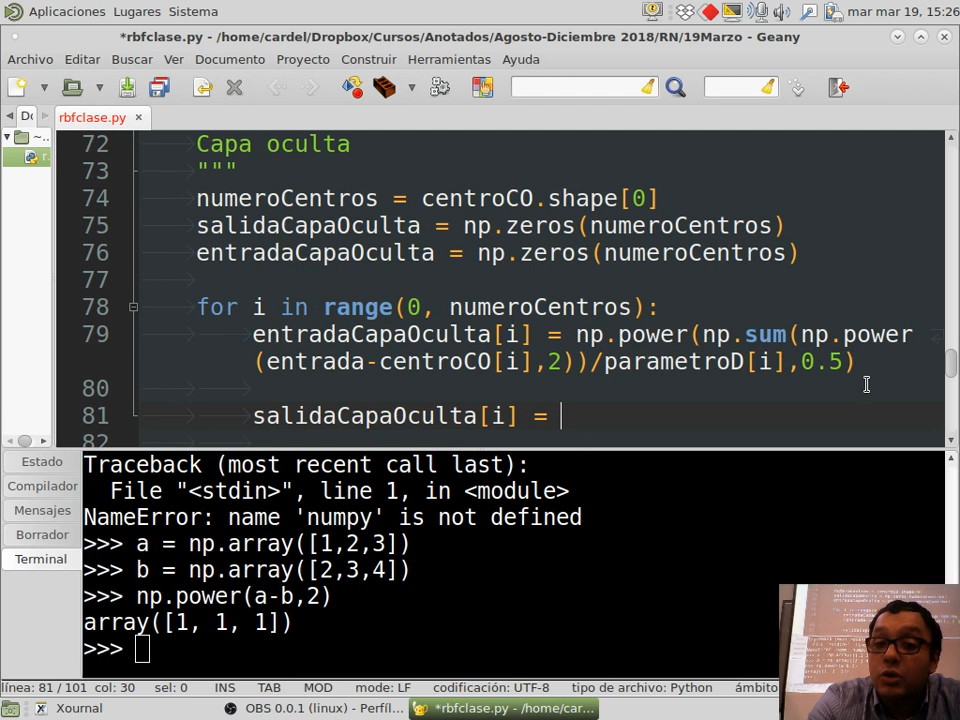 Aplicaciones Lugares Sistema
mar mar 19, 15:26
*rbfclase.py - /home/cardel/Dropbox/Cursos/Anotados/Agosto-Diciembre 2018/RN/19Marzo - Geany
Archivo Editar Buscar Ver Documento Proyecto Construir Herramientas Ayuda
rbfclase.py
72 Capa oculta
73 """
74 numeroCentros = centroCO.shape[0]
75 salidaCapaOculta = np.zeros(numeroCentros)
76 entradaCapaOculta = np.zeros(numeroCentros)
77
78 for i in range(0, numeroCentros):
79 entradaCapaOculta[i] = np.power(np.sum(np.power
(entrada-centroCO[i],2))/parametroD[i],0.5)
80
81 salidaCapaOculta[i] =
82
Estado
Compilador
Mensajes
Borrador
Terminal
Traceback (most recent call last):
File "<stdin>", line 1, in <module>
NameError: name 'numpy' is not defined
>>> a = np.array([1,2,3])
>>> b = np.array([2,3,4])
>>> np.power(a-b,2)
array([1, 1, 1])
>>>
línea: 81 / 101 col: 30 sel: 0 INS TAB MOD mode: LF codificación: UTF-8 tipo de archivo: Python ámbito
Xournal
OBS 0.0.1 (linux) - Perfíl...
*rbfclase.py - /home/car...